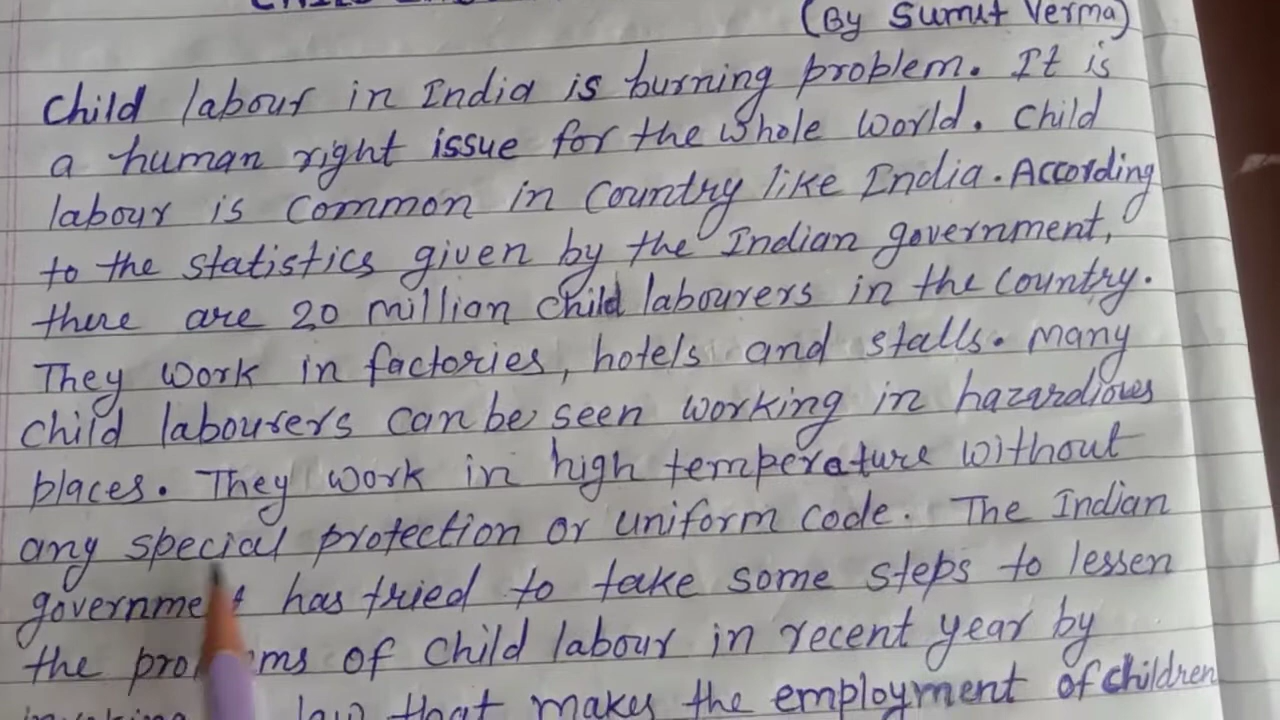 (By Sumit Verma)
Child labour in India is burning problem. It is
a human right issue for the whole world. Child
labour is common in country like India. According
to the statistics given by the Indian government,
there are 20 million child labourers in the country.
They work in factories, hotels and stalls. Many
child labourers can be seen working in hazardious
places. They work in high temperature without
any special protection or uniform code. The Indian
government has tried to take some steps to lessen
the of child labour in recent year by
law that makes the employment of children